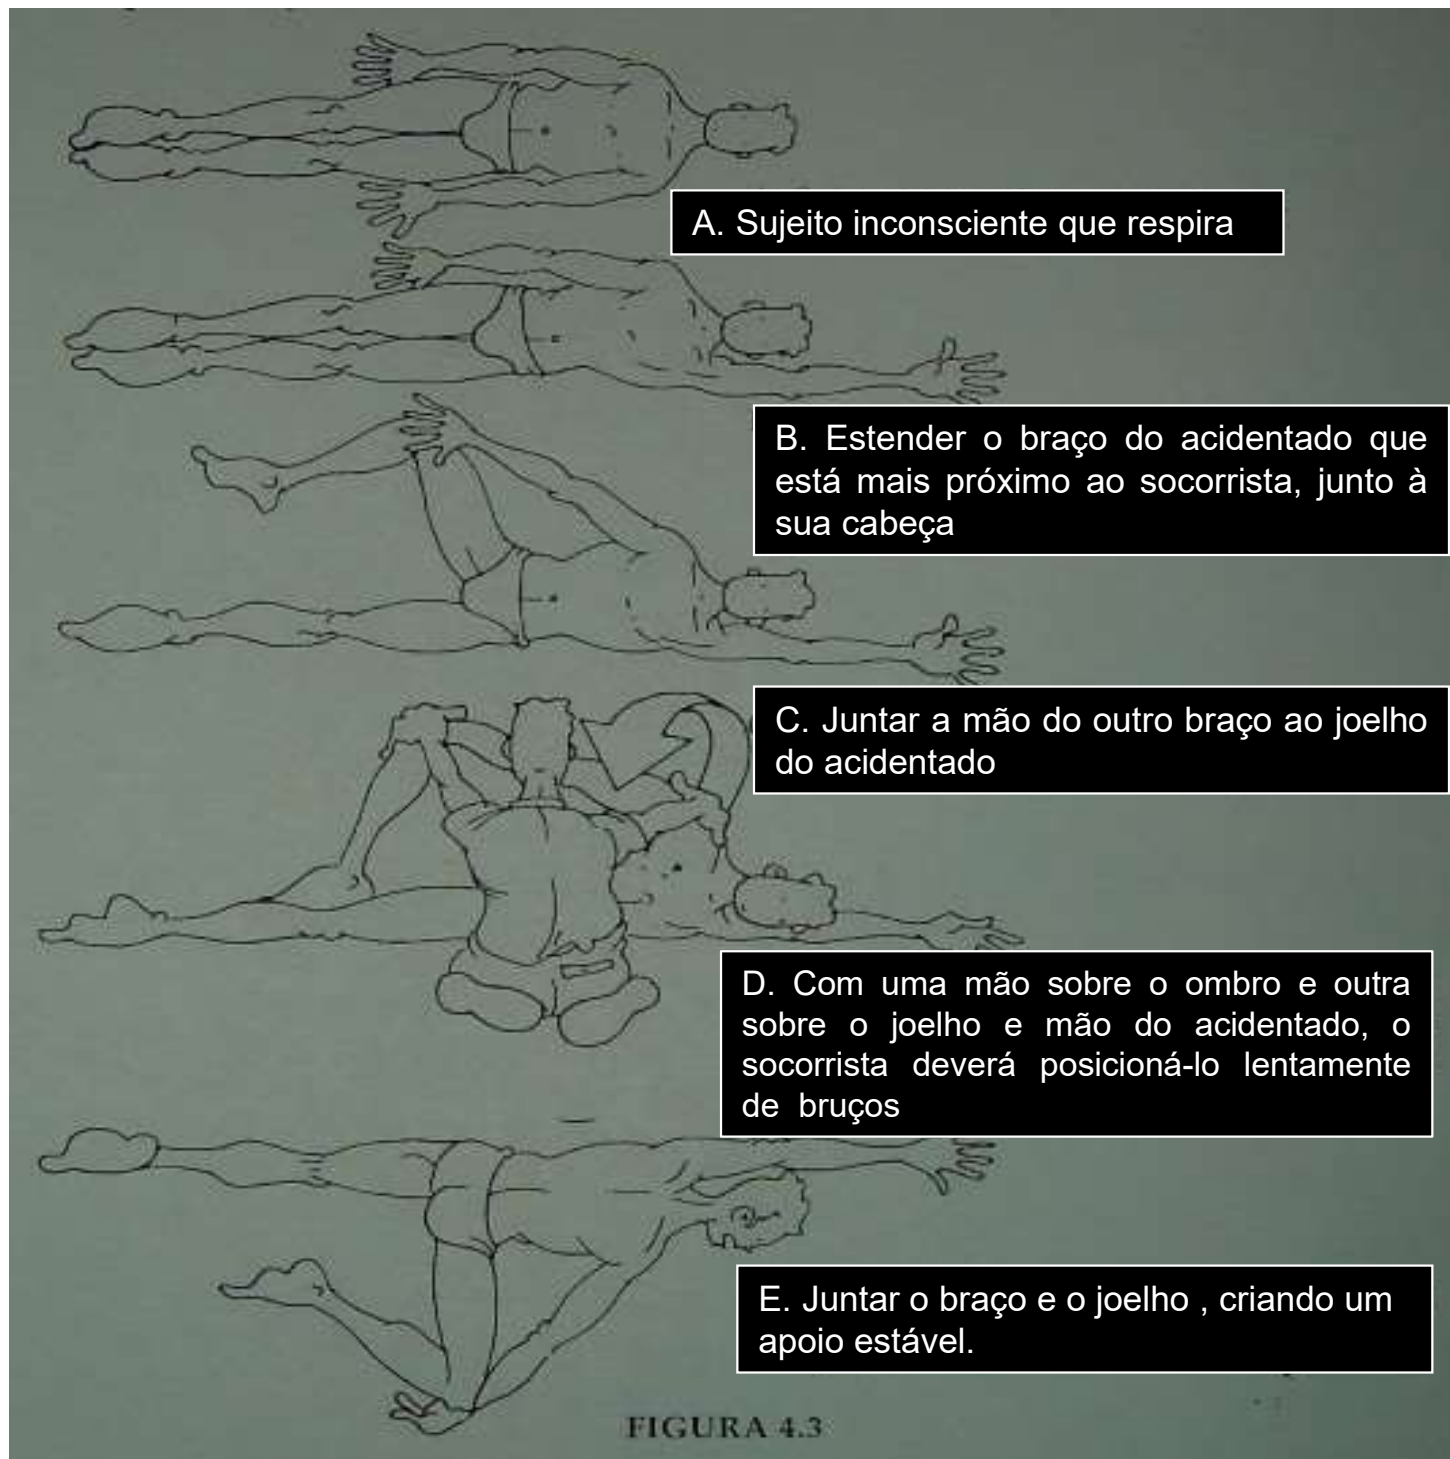 A. Sujeito inconsciente que respira
B. Estender o braço do acidentado que
está mais próximo ao socorrista, junto à
sua cabeça
C. Juntar a mão do outro braço ao joelho
do acidentado
D. Com uma mão sobre o ombro e outra
sobre o joelho e mão do acidentado, o
socorrista deverá posicioná-lo lentamente
de bruços
E. Juntar o braço e o joelho , criando um
apoio estável.
FIGURA 4.3